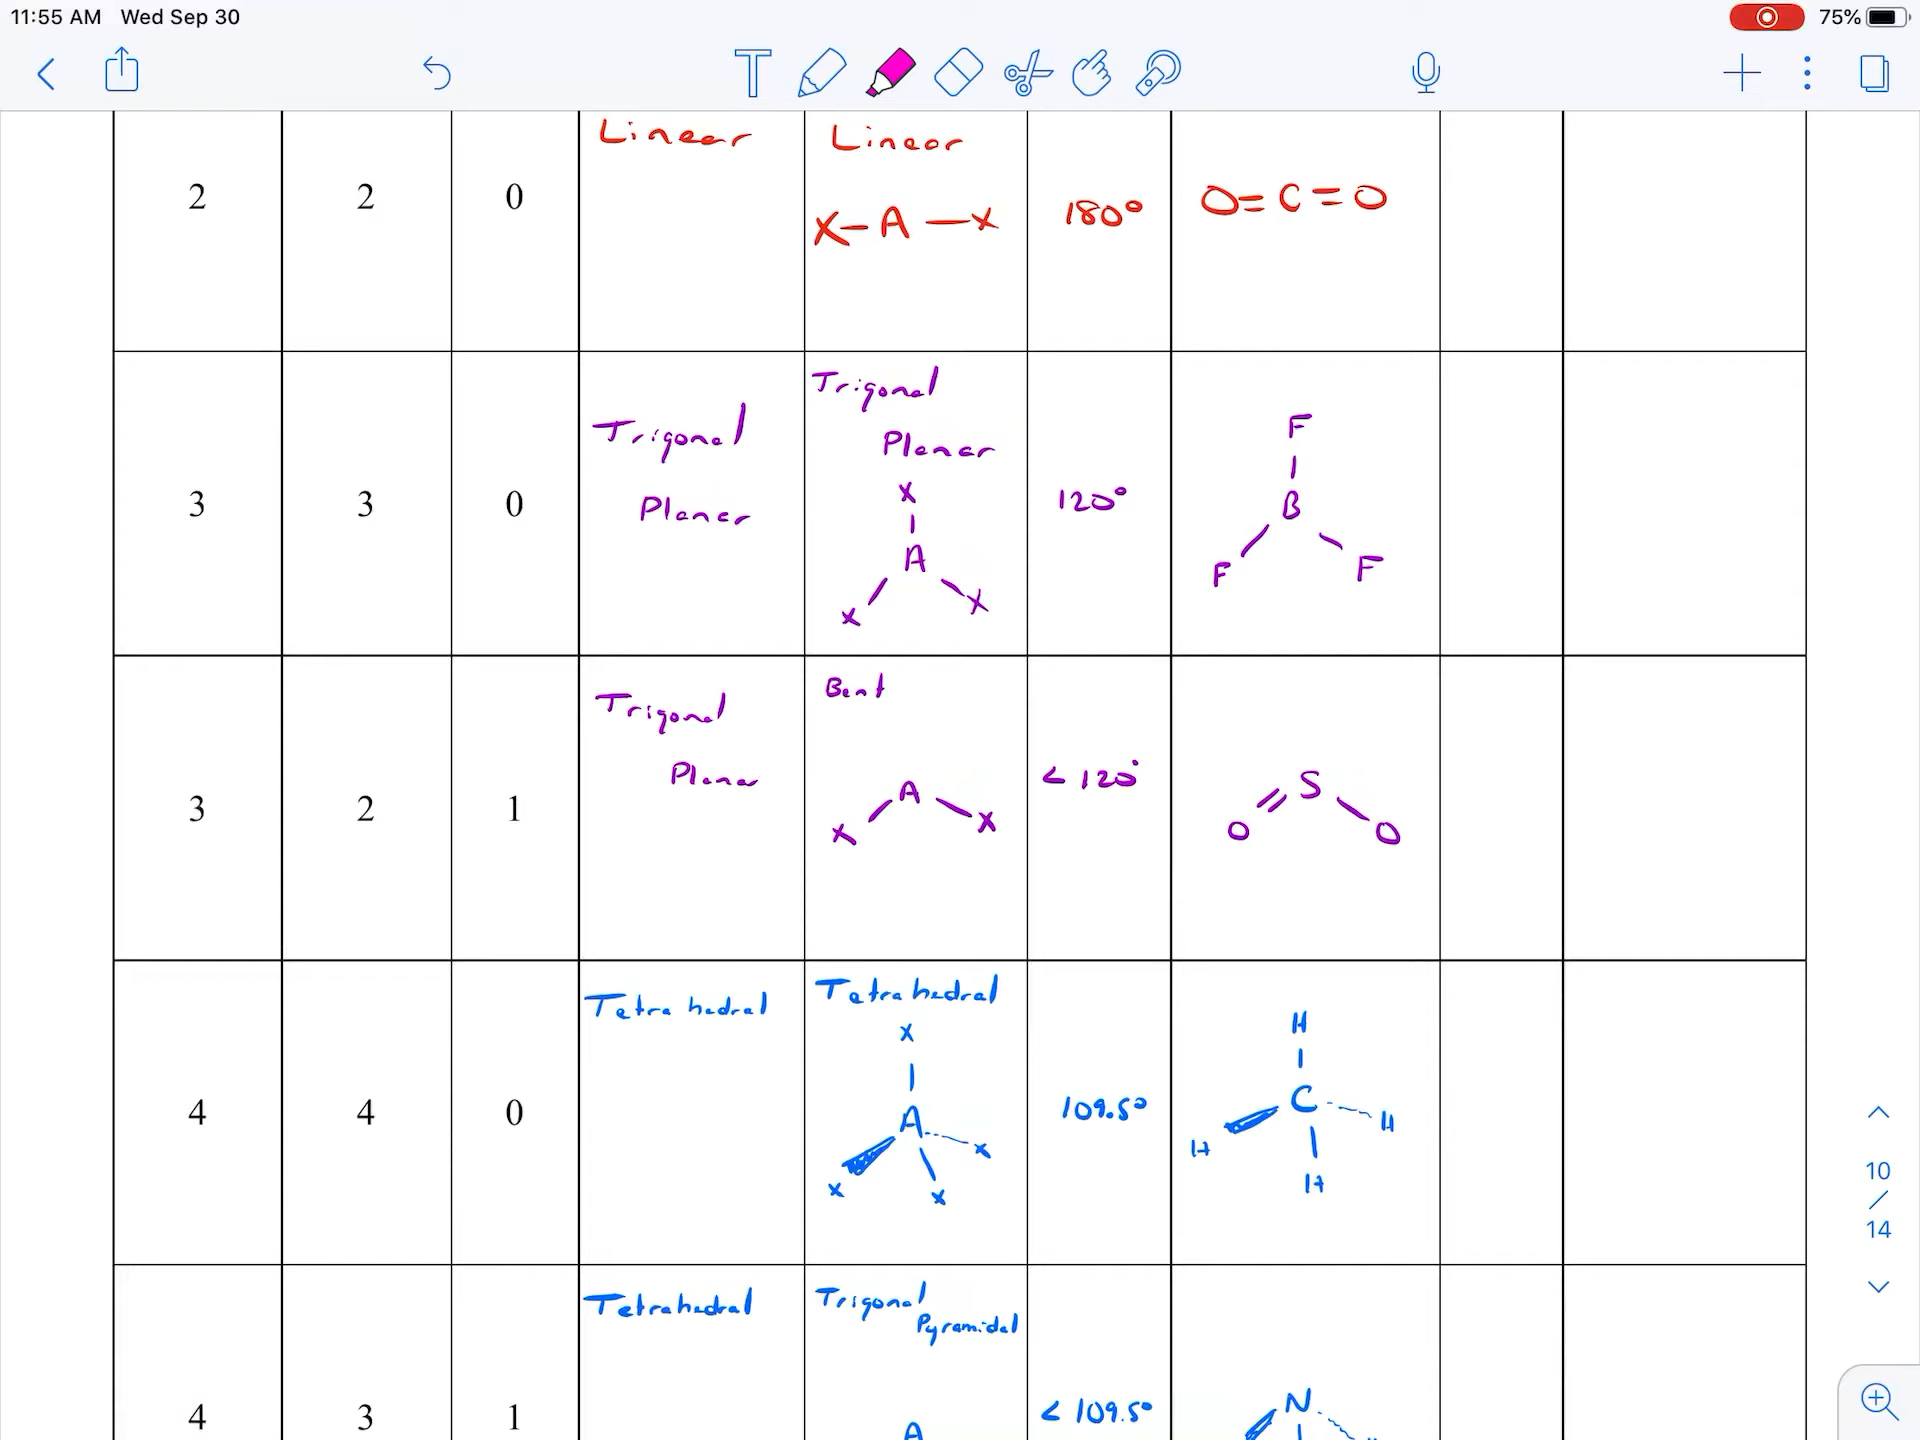 11:55 AM Wed Sep 30
75%
T
Linear
Linear
2 2 0
X-A-X
180°
O=C=O
Trigonal
Planar
Trigonal
Planar
3 3 0
X
A
X X
120°
F
B
F F
Trigonal
Planar
Bent
3 2 1
A
X X
< 120°
S
O O
Tetrahedral
Tetrahedral
4 4 0
X
A
X X X
109.5°
H
C
H H
H
10
/
14
Tetrahedral
Trigonal
Pyramidal
4 3 1
A
< 109.5°
N